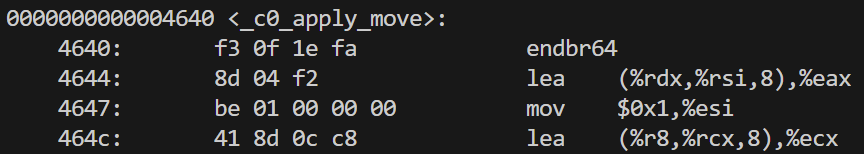 0000000000004640 <_c0_apply_move>:
    4640:	f3 0f 1e fa          	endbr64
    4644:	8d 04 f2             	lea    (%rdx,%rsi,8),%eax
    4647:	be 01 00 00 00       	mov    $0x1,%esi
    464c:	41 8d 0c c8          	lea    (%r8,%rcx,8),%ecx